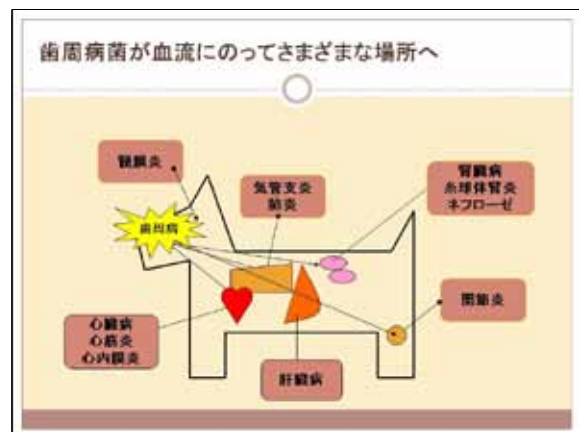 歯周病菌が血流にのってさまざまな場所へ
髄膜炎
歯周病
気管支炎
肺炎
腎臓病
糸球体腎炎
ネフローゼ
心臓病
心筋炎
心内膜炎
肝臓病
関節炎